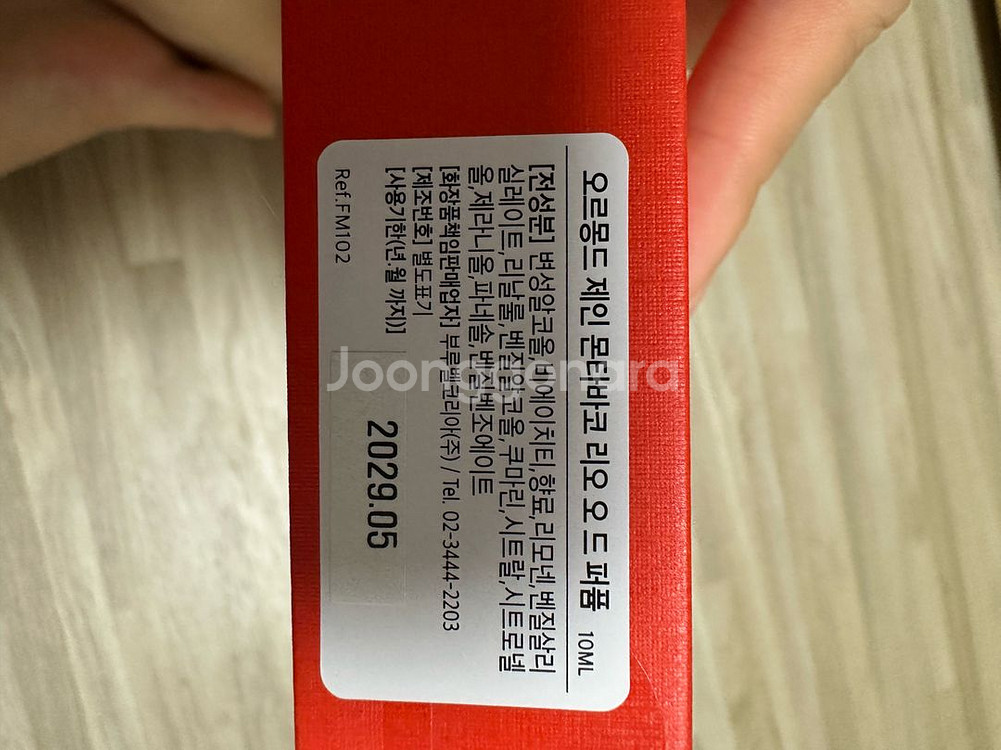 오르몽드 제인 몬타바코 리오 오 드 퍼퓸 10ML
[전성분] 변성알코올,비에이치티,향료,리모넨,벤질살리
실레이트,리날룰,벤질알코올,쿠마린,시트랄,시트로넬
올,제라니올,파네솔,벤질벤조에이트
[화장품책임판매업자] 부루벨코리아(주) / Tel. 02-3444-2203
[제조번호] 별도표기
[사용기한(년.월 까지)] 2029.05
Ref.FM102
Joonggonara